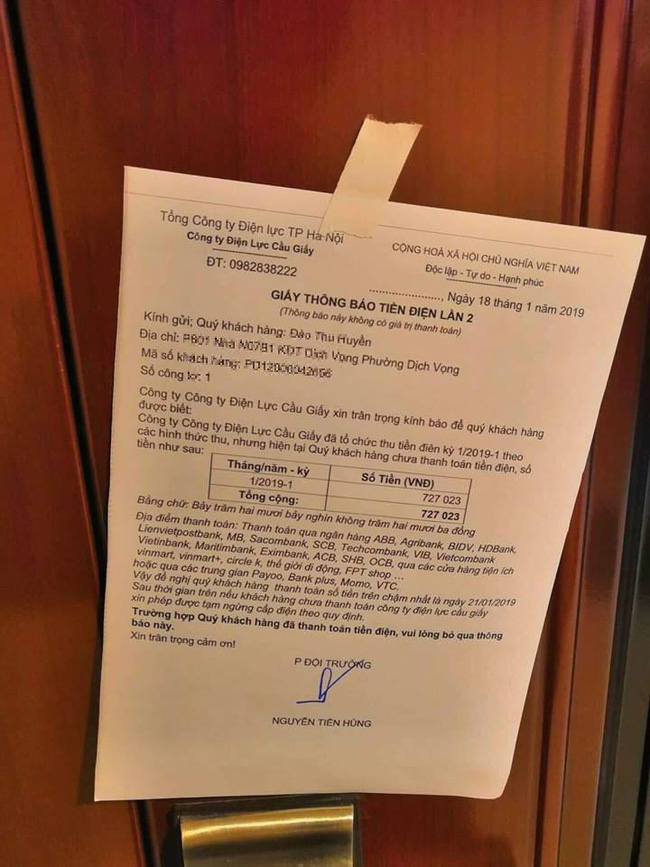 Tổng Công ty Điện lực TP Hà Nội
Công ty Điện Lực Cầu Giấy
ĐT: 0982838222
CỘNG HOÀ XÃ HỘI CHỦ NGHĨA VIỆT NAM
Độc lập - Tự do - Hạnh phúc
...................., Ngày 18 tháng 1 năm 2019
GIẤY THÔNG BÁO TIỀN ĐIỆN LẦN 2
(Thông báo này không có giá trị thanh toán)
Kính gửi; Quý khách hàng: Đào Thu Huyền
Địa chỉ: P601 Nhà N07B1 KĐT Dịch Vọng Phường Dịch Vọng
Mã số khách hàng:
Số công tơ: 1
Công ty Công ty Điện Lực Cầu Giấy xin trân trọng kính báo để quý khách hàng
được biết:
Công ty Công ty Điện Lực Cầu Giấy đã tổ chức thu tiền điên kỳ 1/2019-1 theo
các hình thức thu, nhưng hiện tại Quý khách hàng chưa thanh toán tiền điện, số
tiền như sau:
Tháng/năm - kỳ Số Tiền (VNĐ)
1/2019-1 727 023
Tổng cộng: 727 023
Bằng chữ: Bảy trăm hai mươi bảy nghìn không trăm hai mươi ba đồng
Địa điểm thanh toán: Thanh toán qua ngân hàng ABB, Agribank, BIDV, HDBank,
Lienvietpostbank, MB, Sacombank, SCB, Techcombank, VIB, Vietcombank
Vietinbank, Maritimbank, Eximbank, ACB, SHB, OCB, qua các cửa hàng tiện ích
vinmart, vinmart+, circle k, thế giới di động, FPT shop ...
hoặc qua các trung gian Payoo, Bank plus, Momo, VTC.
Vậy đề nghị quý khách hàng thanh toán số tiền trên chậm nhất là ngày 21/01/2019
Sau thời gian trên nếu khách hàng chưa thanh toán công ty điện lực cầu giấy
xin phép được tạm ngừng cấp điện theo quy định.
Trường hợp Quý khách hàng đã thanh toán tiền điện, vui lòng bỏ qua thông
báo này.
Xin trân trọng cảm ơn!
P ĐỘI TRƯỞNG
NGUYỄN TIẾN HÙNG